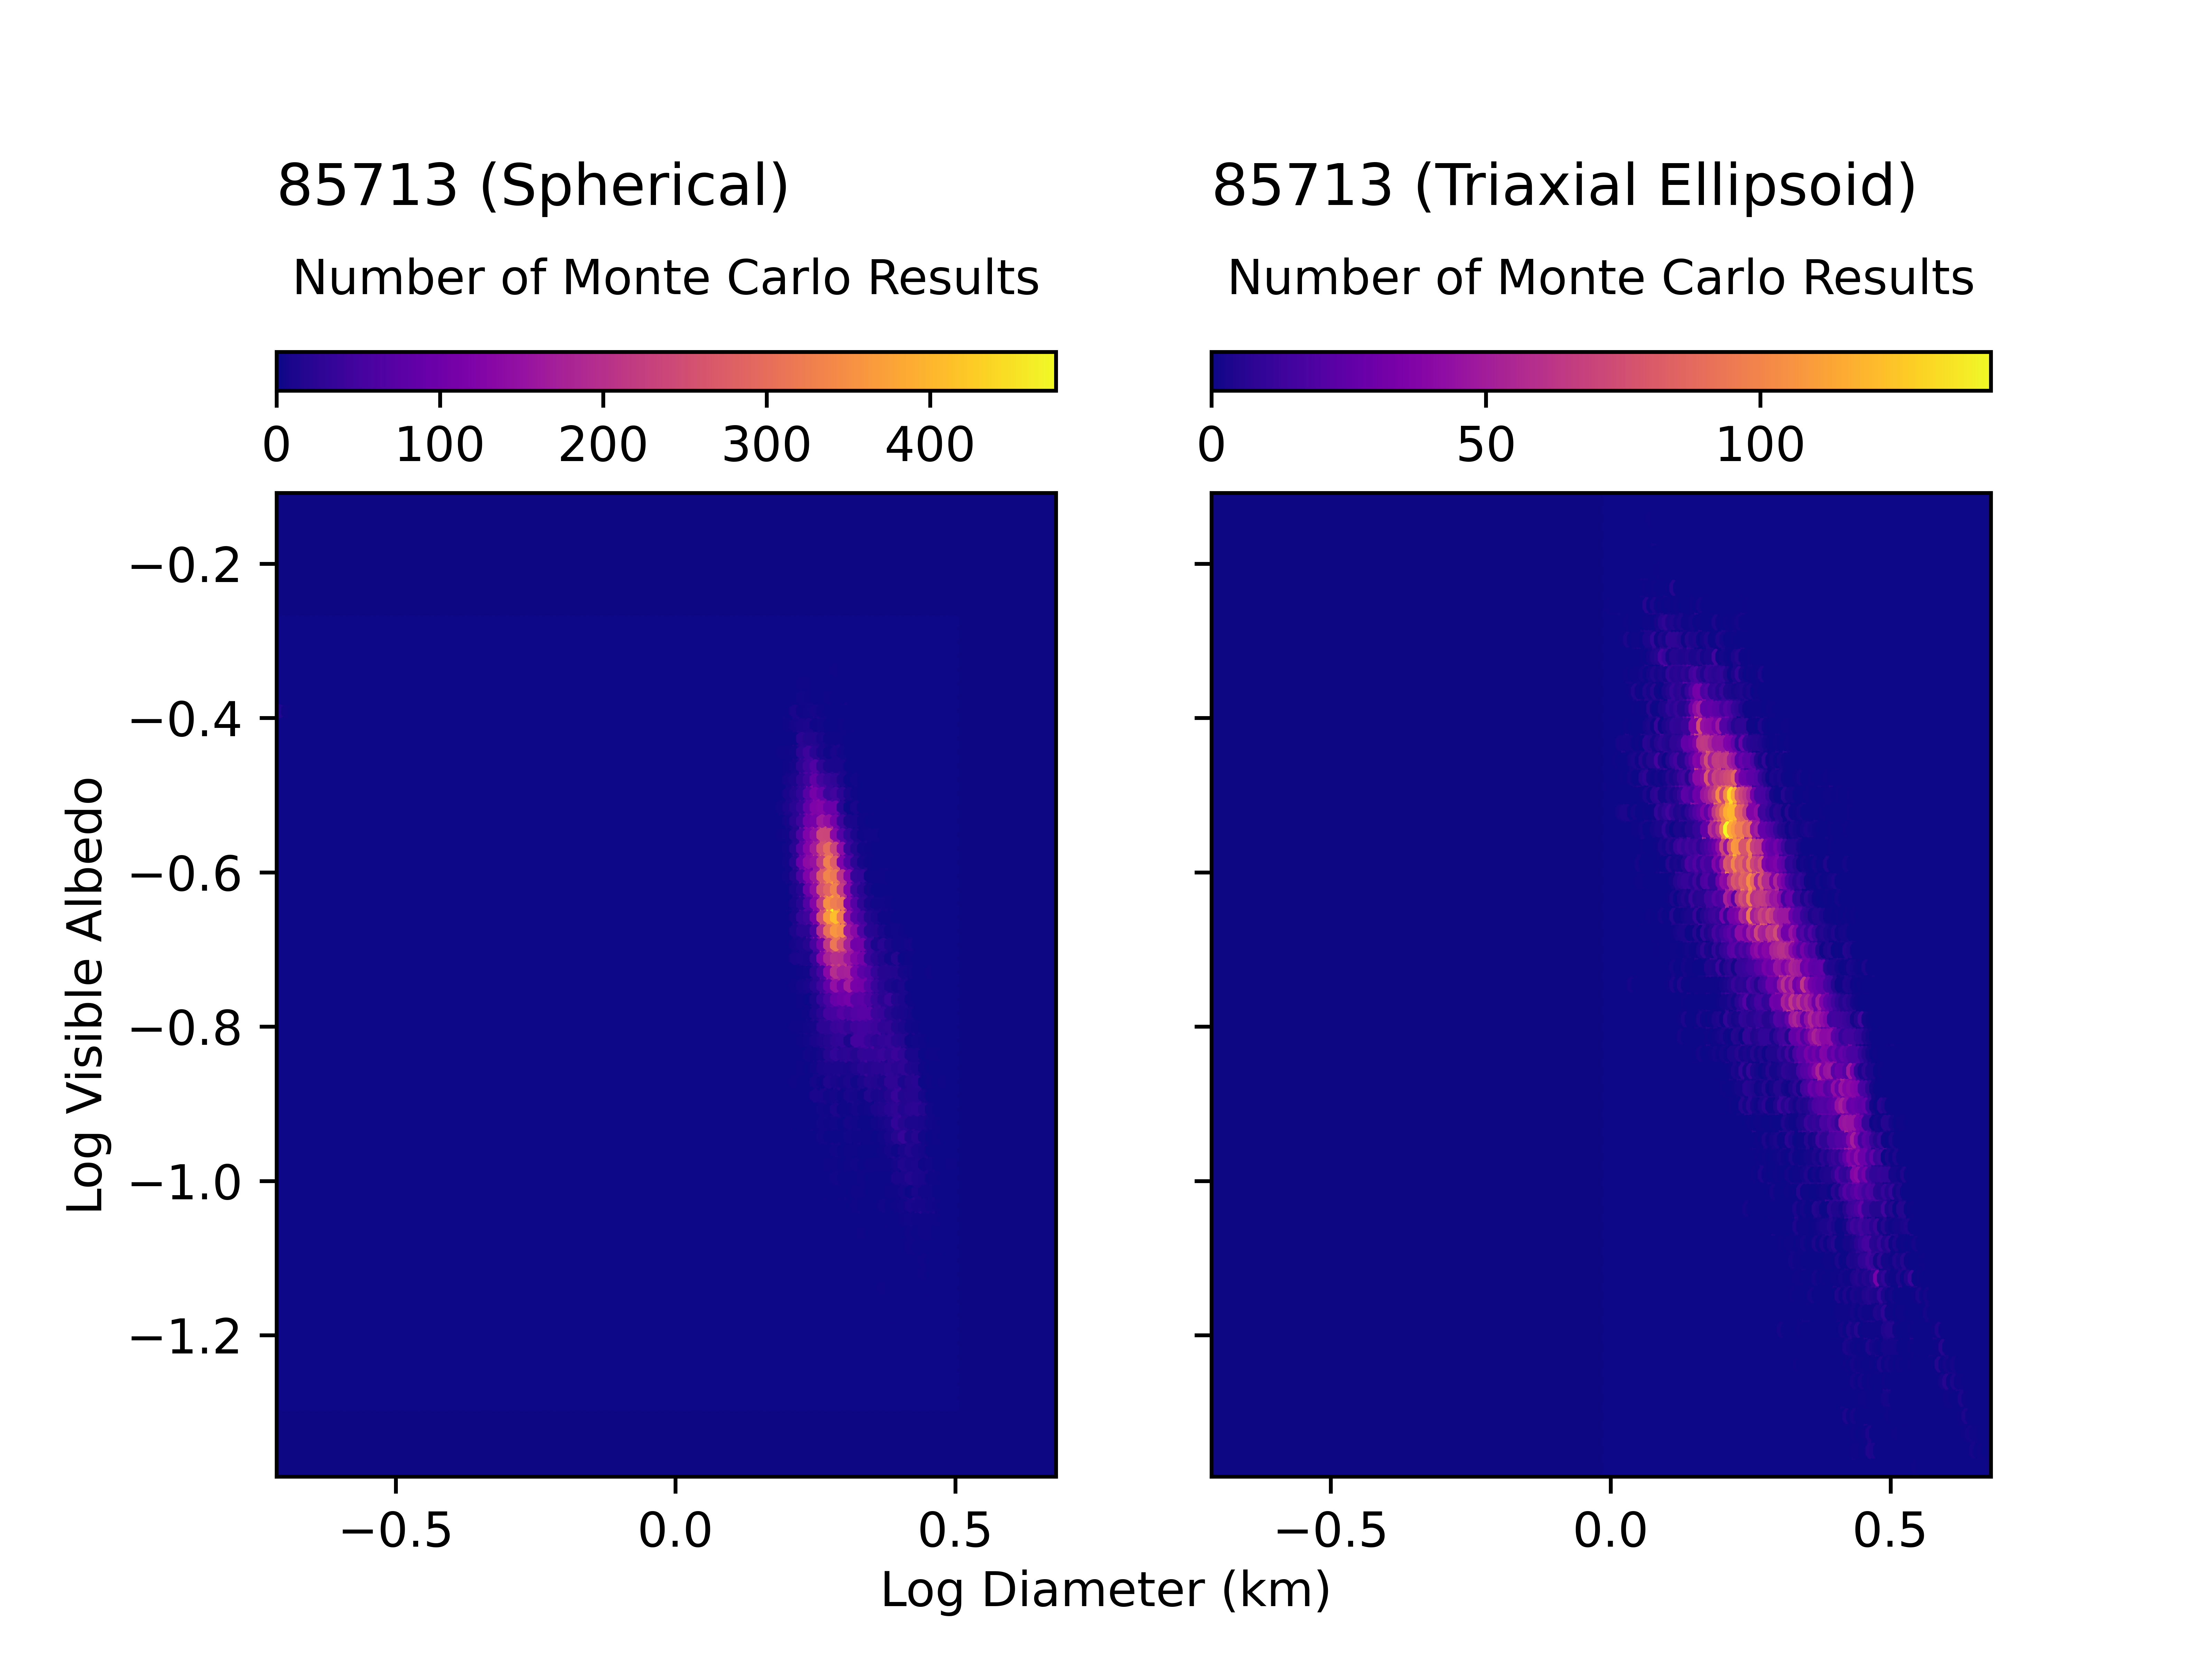 85713 (Spherical)
Number of Monte Carlo Results
0 100 200 300 400
85713 (Triaxial Ellipsoid)
Number of Monte Carlo Results
0 50 100
Log Visible Albedo
−0.2
−0.4
−0.6
−0.8
−1.0
−1.2
−0.5 0.0 0.5
−0.5 0.0 0.5
Log Diameter (km)